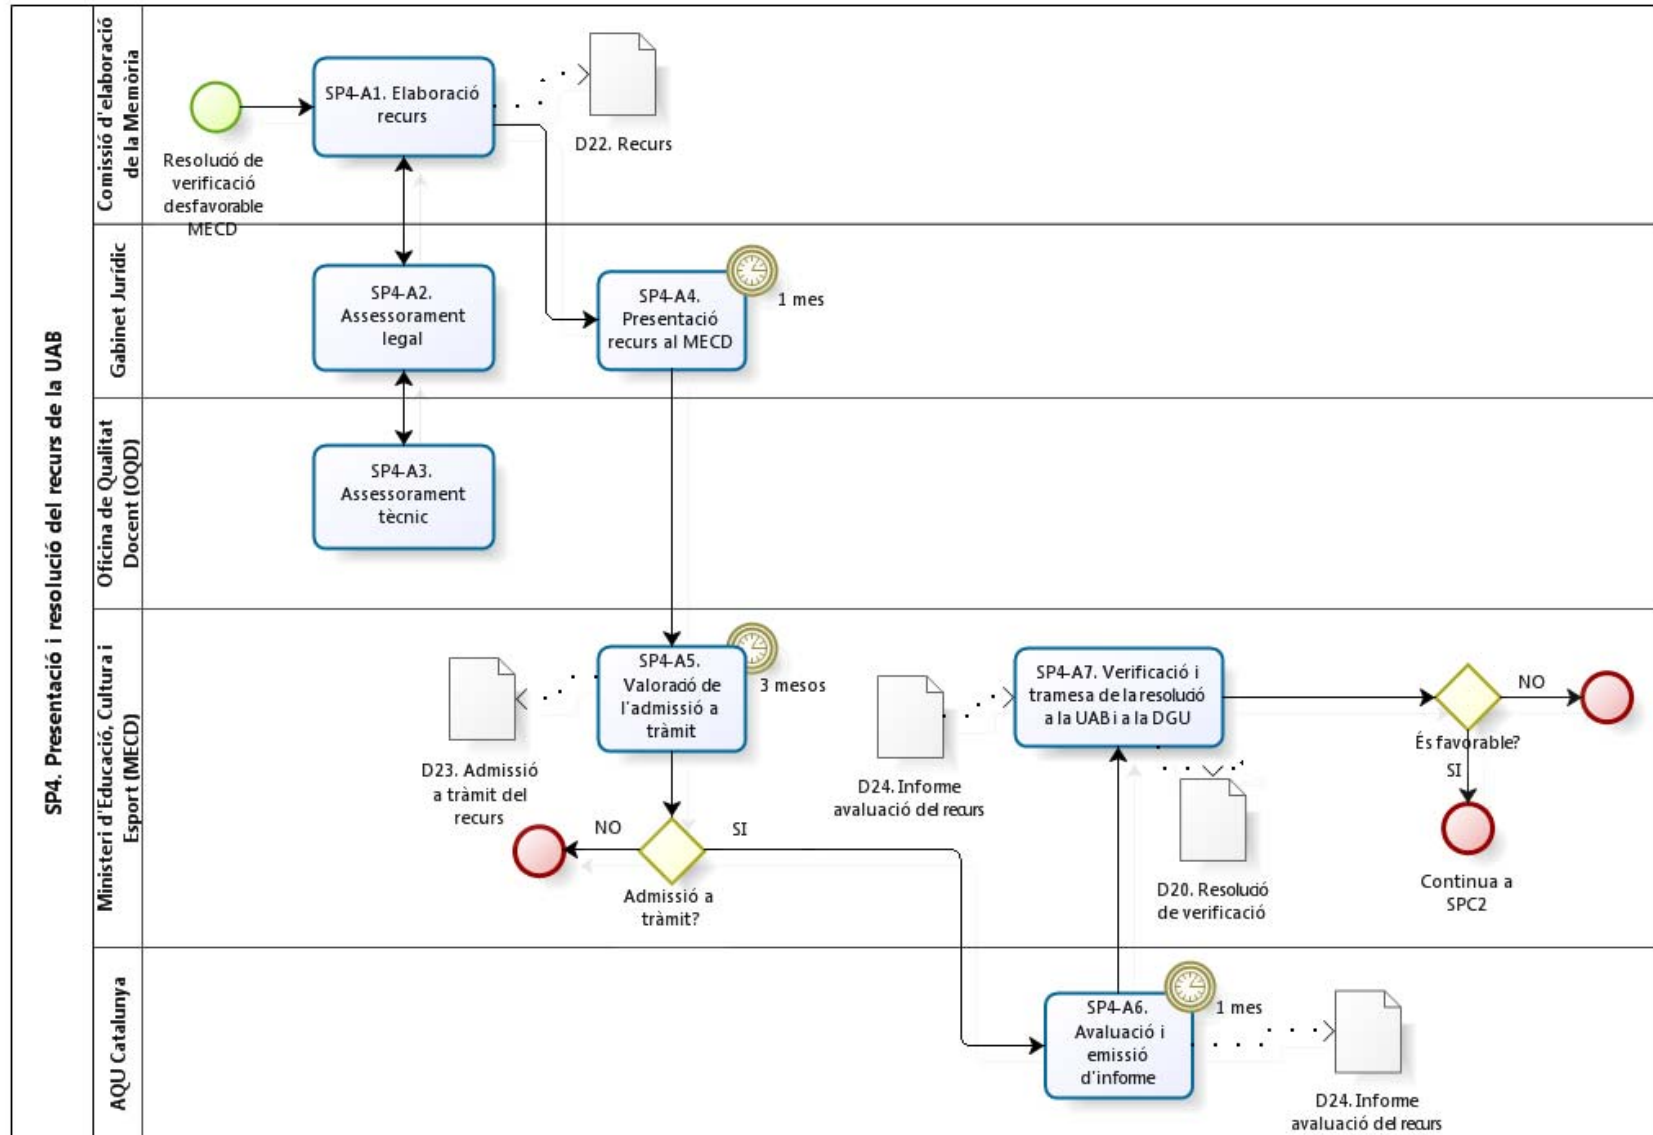 SP4. Presentació i resolució del recurs de la UAB
Comissió d'elaboració
de la Memòria
SP4-A1. Elaboració
recurs
D22. Recurs
Resolució de
verificació
desfavorable
MECD
Gabinet Jurídic
SP4-A2.
Assessorament
legal
SP4-A4.
Presentació
recurs al MECD
1 mes
Oficina de Qualitat
Docent (OQD)
SP4-A3.
Assessorament
tècnic
Ministeri d'Educació, Cultura i
Esport (MECD)
SP4-A5.
Valoració de
l'admissió a
tràmit
3 mesos
D23. Admissió
a tràmit del
recurs
NO
SI
Admissió a
tràmit?
D24. Informe
avaluació del recurs
SP4-A7. Verificació i
tramesa de la resolució
a la UAB i a la DGU
D20. Resolució
de verificació
NO
És favorable?
SI
Continua a
SPC2
AQU Catalunya
SP4-A6.
Avaluació i
emissió
d'informe
1 mes
D24. Informe
avaluació del recurs